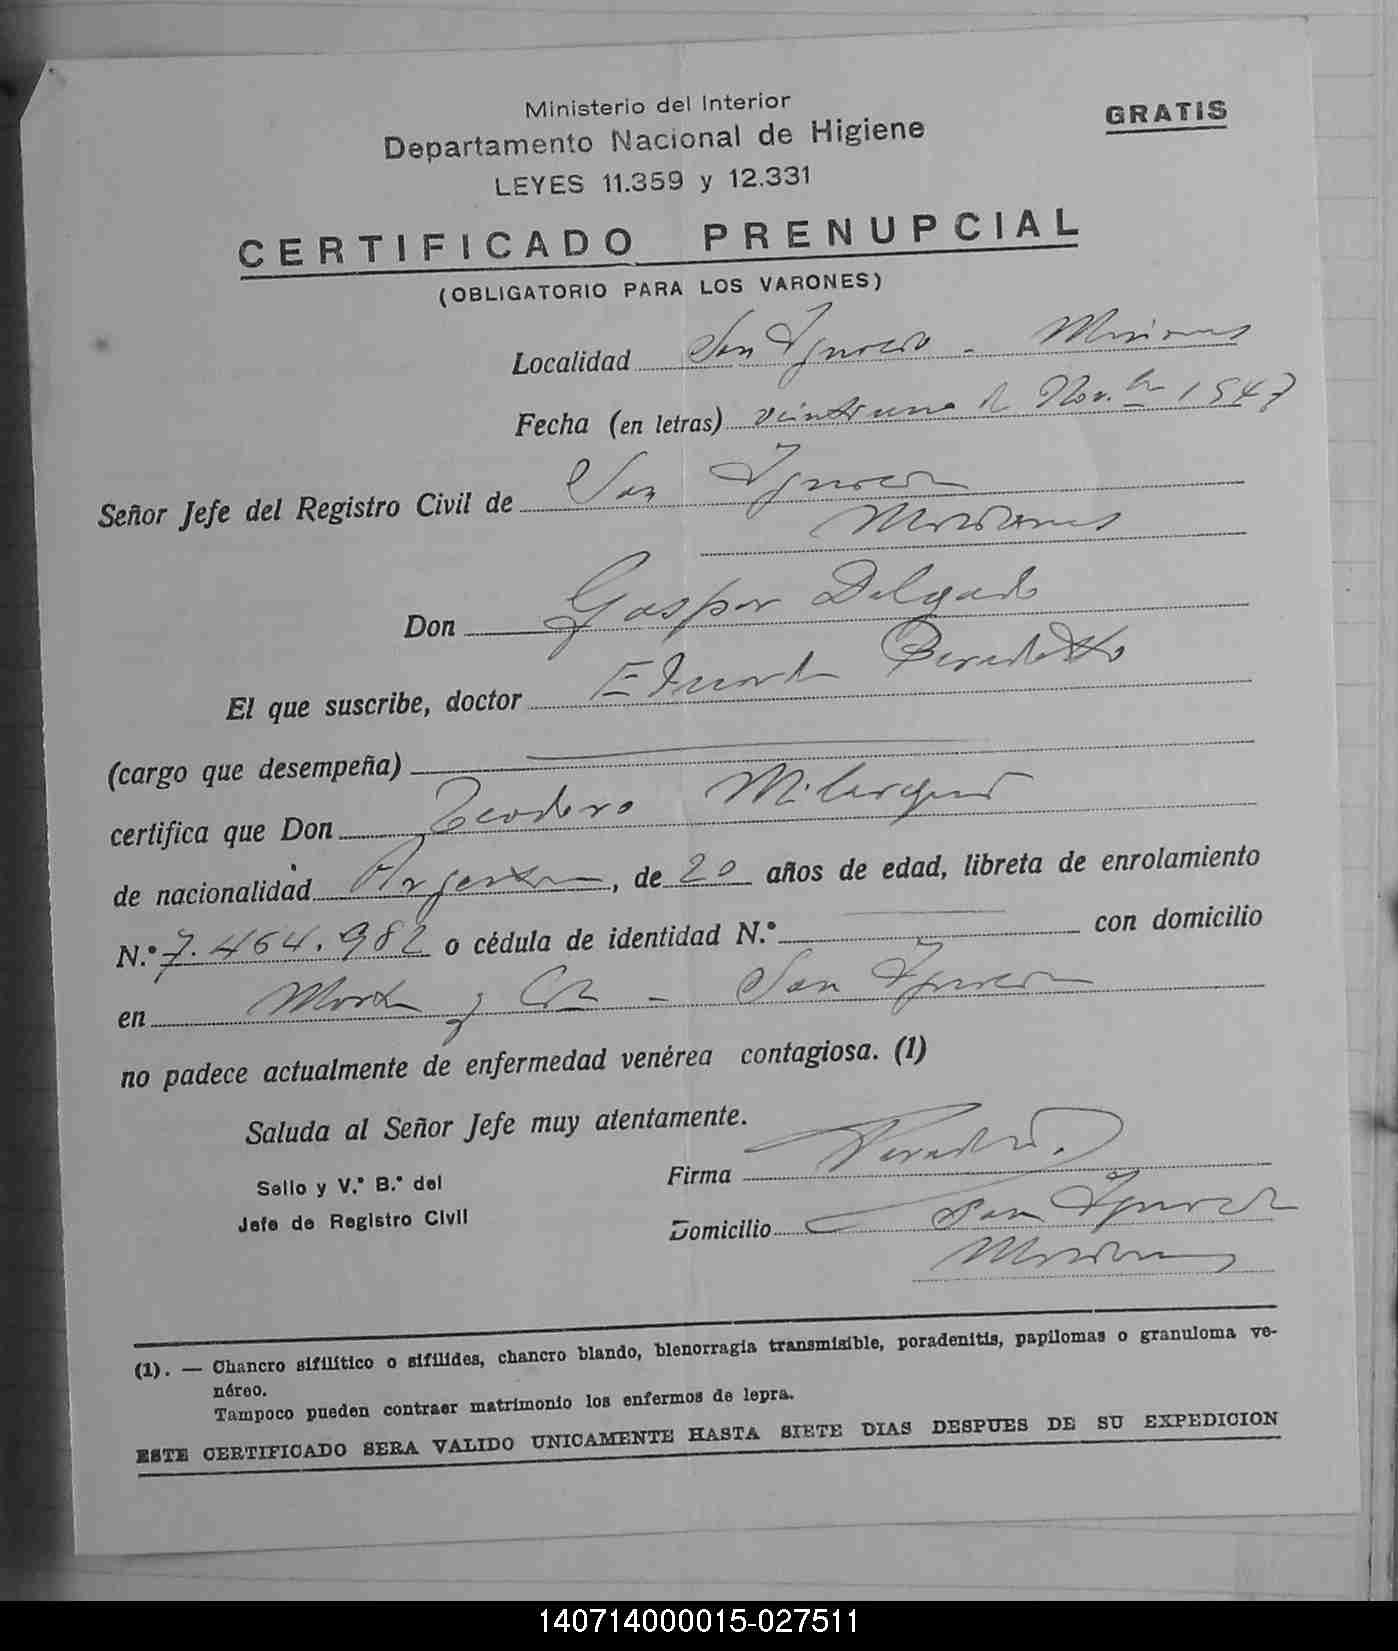 Ministerio del Interior
GRATIS
Departamento Nacional de Higiene
LEYES 11.359 y 12.331
CERTIFICADO PRENUPCIAL
(OBLIGATORIO PARA LOS VARONES)
Localidad San Ignacio - Misiones
Fecha (en letras) veintiuno de Nov.bre 1947
Señor Jefe del Registro Civil de San Ignacio
Misiones
Don Gaspar Delgado
El que suscribe, doctor Eduardo
(cargo que desempeña)
certifica que Don Teodoro
de nacionalidad Argentina, de 20 años de edad, libreta de enrolamiento
N.º 7.464.982 o cédula de identidad N.º con domicilio
en y - San Ignacio
no padece actualmente de enfermedad venérea contagiosa. (1)
Saluda al Señor Jefe muy atentamente.
Sello y V.º B.º del
Jefe de Registro Civil
Firma
Domicilio San Ignacio
Misiones
(1). — Chancro sifilítico o sifílides, chancro blando, blenorragia transmisible, poradenitis, papilomas o granuloma ve-
néreo.
Tampoco pueden contraer matrimonio los enfermos de lepra.
ESTE CERTIFICADO SERA VALIDO UNICAMENTE HASTA SIETE DIAS DESPUES DE SU EXPEDICION
140714000015-027511